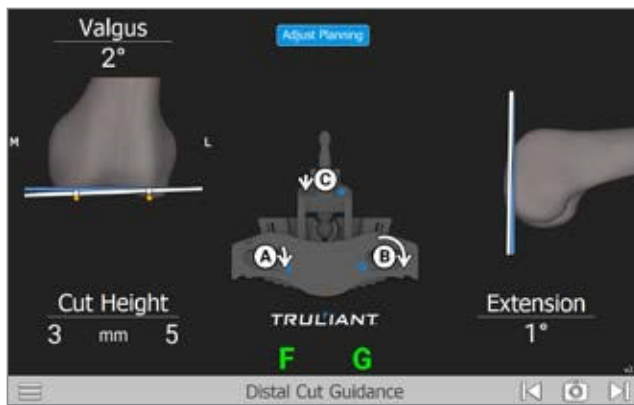 Valgus
2°
Adjust Planning
M
L
C
A
B
Cut Height
3 mm 5
TRULIANT
F G
Extension
1°
Distal Cut Guidance